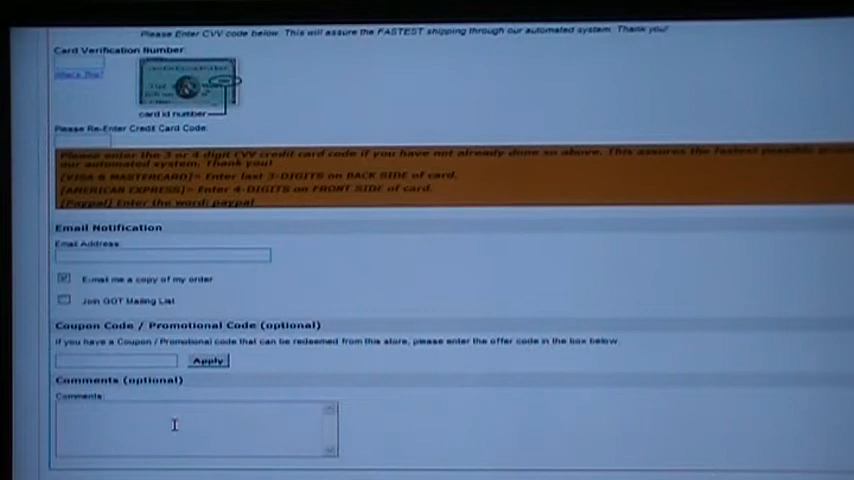 Please Enter CVV code below. This will assure the FASTEST shipping through our automated system. Thank you!
Card Verification Number:
What's This?
card id number
Please Re-Enter Credit Card Code:
Please enter the 3 or 4 digit CVV credit card code if you have not already done so above. This assures the fastest possible
our automated system. Thank you!
[VISA & MASTERCARD]= Enter last 3-DIGITS on BACK SIDE of card.
[AMERICAN EXPRESS]= Enter 4-DIGITS on FRONT SIDE of card.
[Paypal] Enter the word: paypal
Email Notification
Email Address:
E-mail me a copy of my order
Join GOT Mailing List
Coupon Code / Promotional Code (optional)
If you have a Coupon / Promotional code that can be redeemed from this store, please enter the offer code in the box below.
Apply
Comments (optional)
Comments: